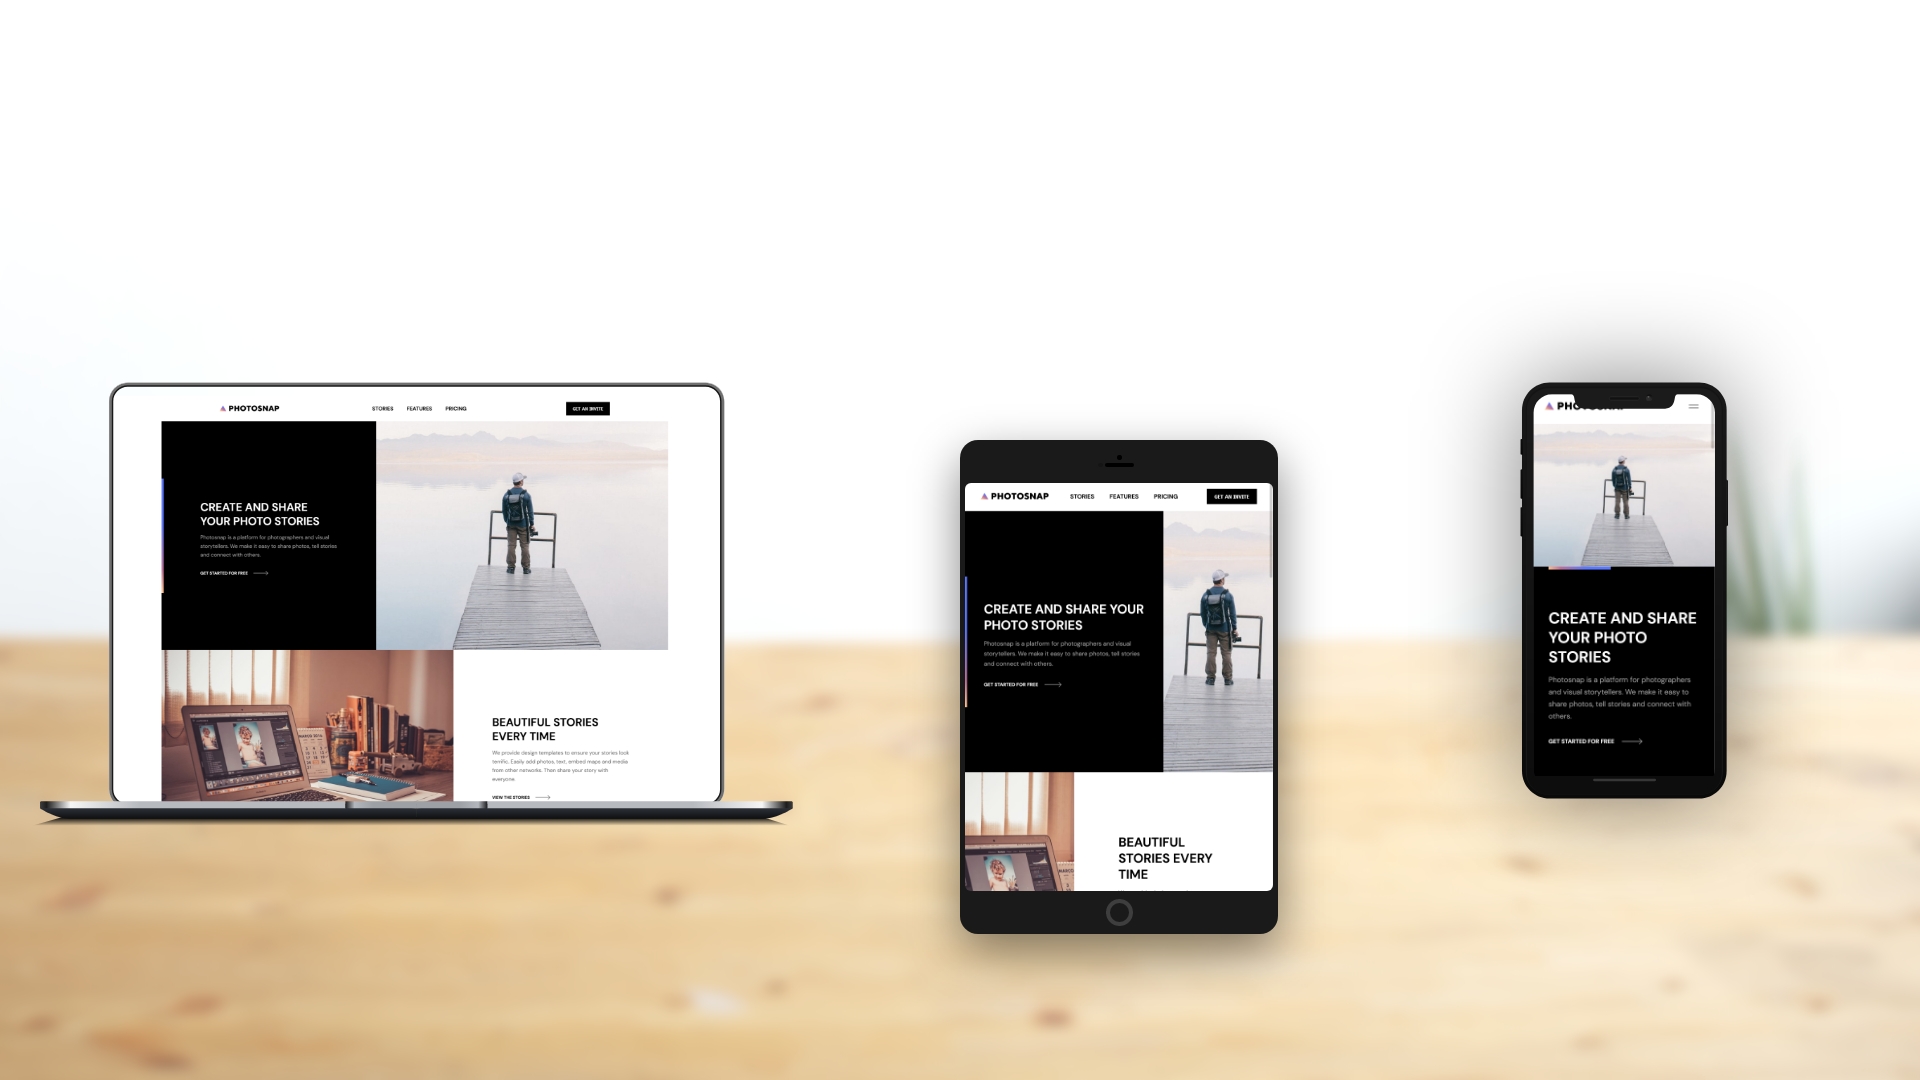 PHOTOSNAP
STORIES FEATURES PRICING
GET AN INVITE
CREATE AND SHARE
YOUR PHOTO STORIES
Photosnap is a platform for photographers and visual
storytellers. We make it easy to share photos, tell stories
and connect with others.
GET STARTED FOR FREE
BEAUTIFUL STORIES
EVERY TIME
We provide design templates to ensure your stories look
terrific. Easily add photos, text, embed maps and media
from other networks. Then share your story with
everyone.
VIEW THE STORIES
PHOTOSNAP
STORIES FEATURES PRICING
GET AN INVITE
CREATE AND SHARE YOUR
PHOTO STORIES
Photosnap is a platform for photographers and visual
storytellers. We make it easy to share photos, tell stories
and connect with others.
GET STARTED FOR FREE
BEAUTIFUL
STORIES EVERY
TIME
CREATE AND SHARE
YOUR PHOTO
STORIES
Photosnap is a platform for photographers
and visual storytellers. We make it easy to
share photos, tell stories and connect with
others.
GET STARTED FOR FREE